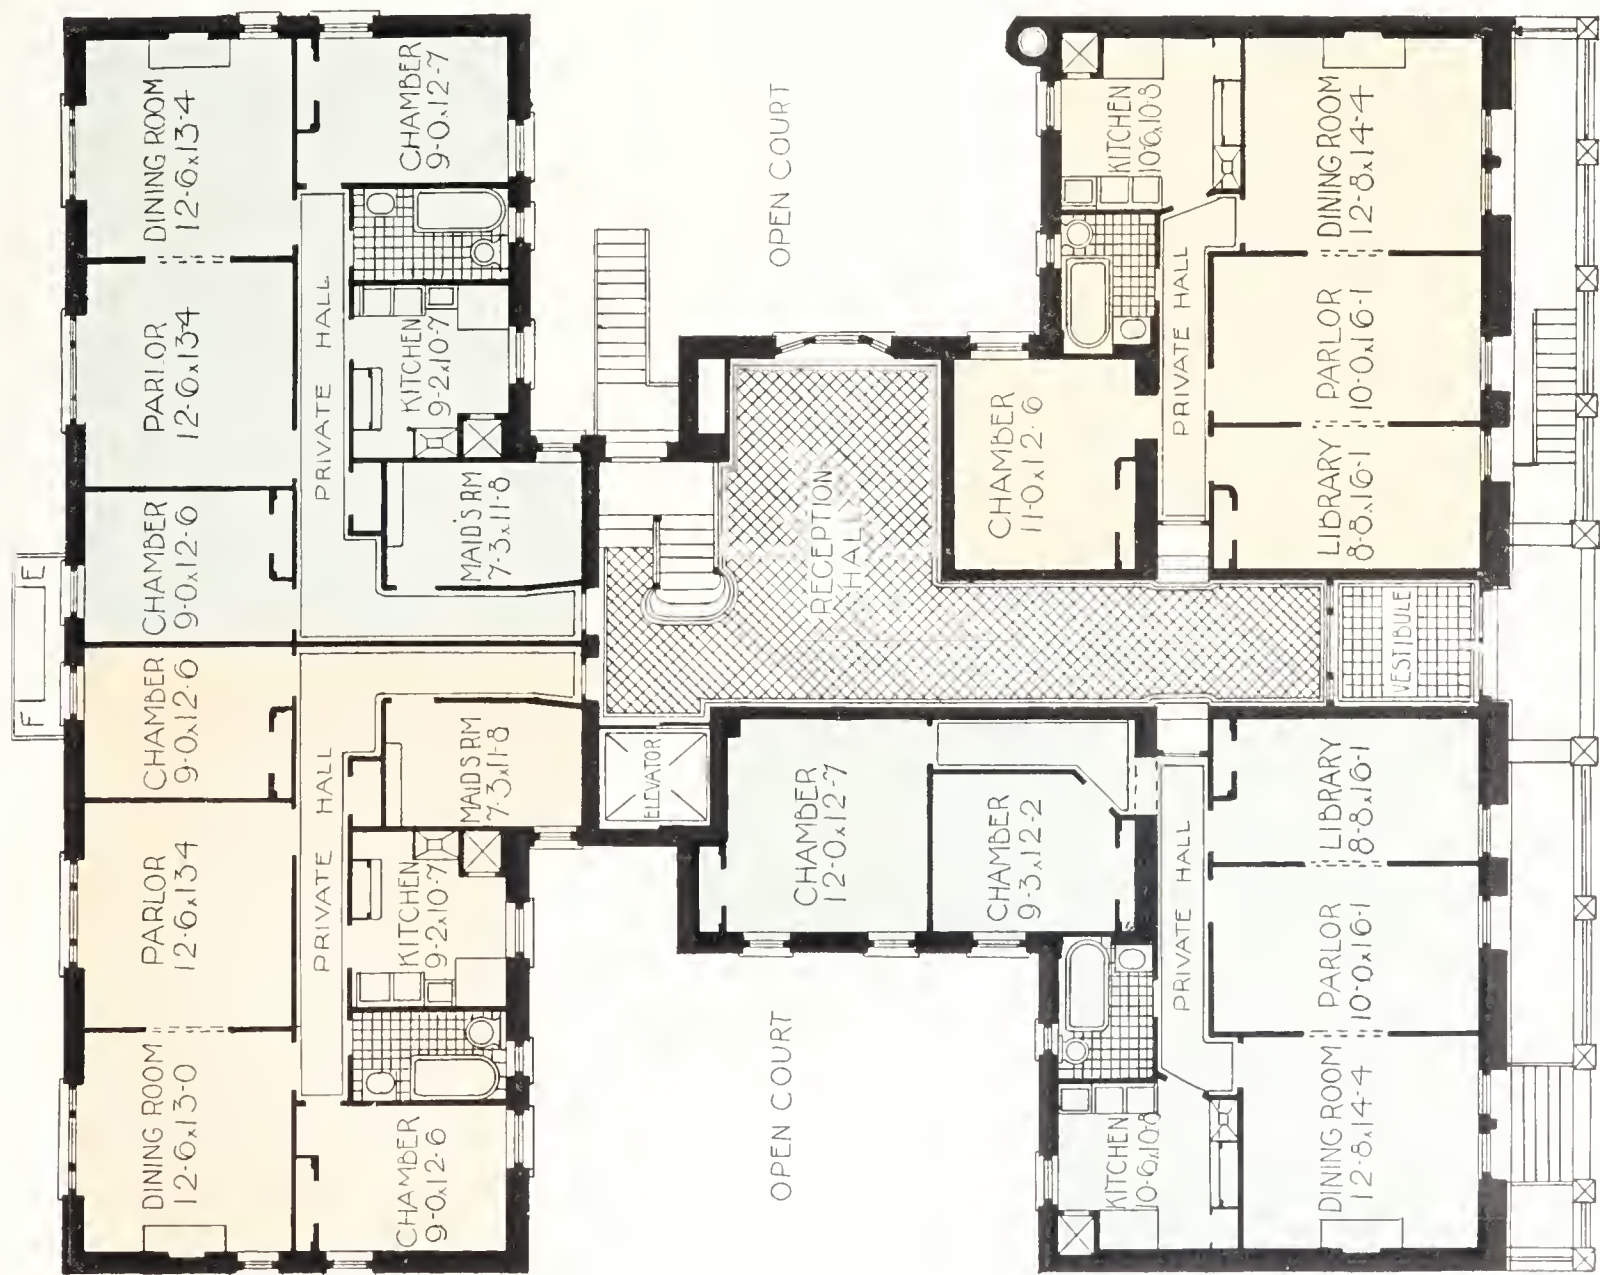 DINING ROOM
12-6x13-4
CHAMBER
9-0x12-7
PARLOR
12-6x13-4
PRIVATE HALL
KITCHEN
9-2x10-7
CHAMBER
9-0x12-6
MAID'S RM
7-3x11-8
F E
CHAMBER
9-0x12-6
MAIDS RM
7-3x11-8
PARLOR
12-6x13-4
PRIVATE HALL
KITCHEN
9-2x10-7
DINING ROOM
12-6x13-0
CHAMBER
9-0x12-6
OPEN COURT
RECEPTION
HALL
ELEVATOR
OPEN COURT
KITCHEN
10-6x10-8
DINING ROOM
12-8x14-4
PRIVATE HALL
PARLOR
10-0x16-1
CHAMBER
11-0x12-6
LIBRARY
8-8x16-1
VESTIBULE
CHAMBER
12-0x12-7
CHAMBER
9-3x12-2
PRIVATE HALL
LIBRARY
8-8x16-1
PARLOR
10-0x16-1
KITCHEN
10-6x10-8
DINING ROOM
12-8x14-4